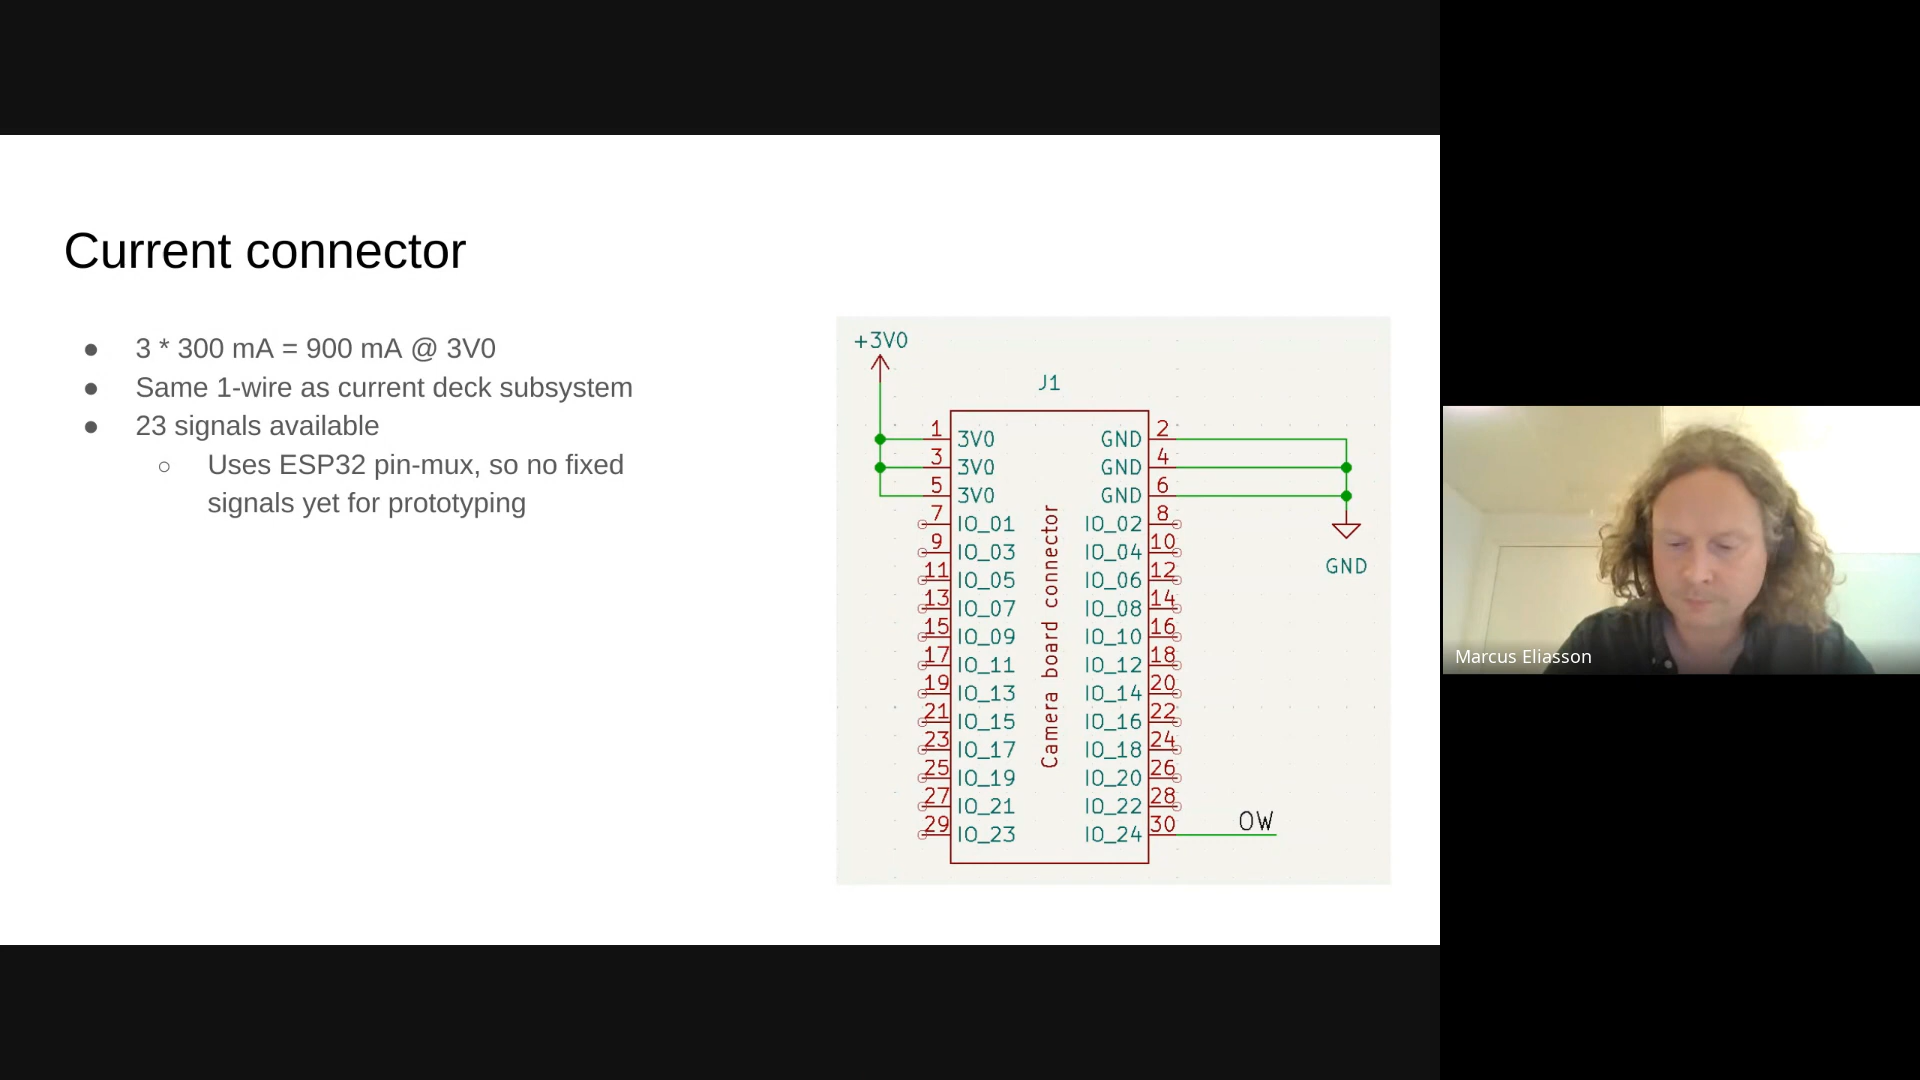 Current connector
● 3 * 300 mA = 900 mA @ 3V0
● Same 1-wire as current deck subsystem
● 23 signals available
○ Uses ESP32 pin-mux, so no fixed
signals yet for prototyping
+3V0
J1
1 3V0 GND 2
3 3V0 GND 4
5 3V0 GND 6
7 IO_01 IO_02 8
9 IO_03 IO_04 10
11 IO_05 IO_06 12
13 IO_07 IO_08 14
15 IO_09 IO_10 16
17 IO_11 IO_12 18
19 IO_13 IO_14 20
21 IO_15 IO_16 22
23 IO_17 IO_18 24
25 IO_19 IO_20 26
27 IO_21 IO_22 28
29 IO_23 IO_24 30
Camera board connector
GND
OW
Marcus Eliasson